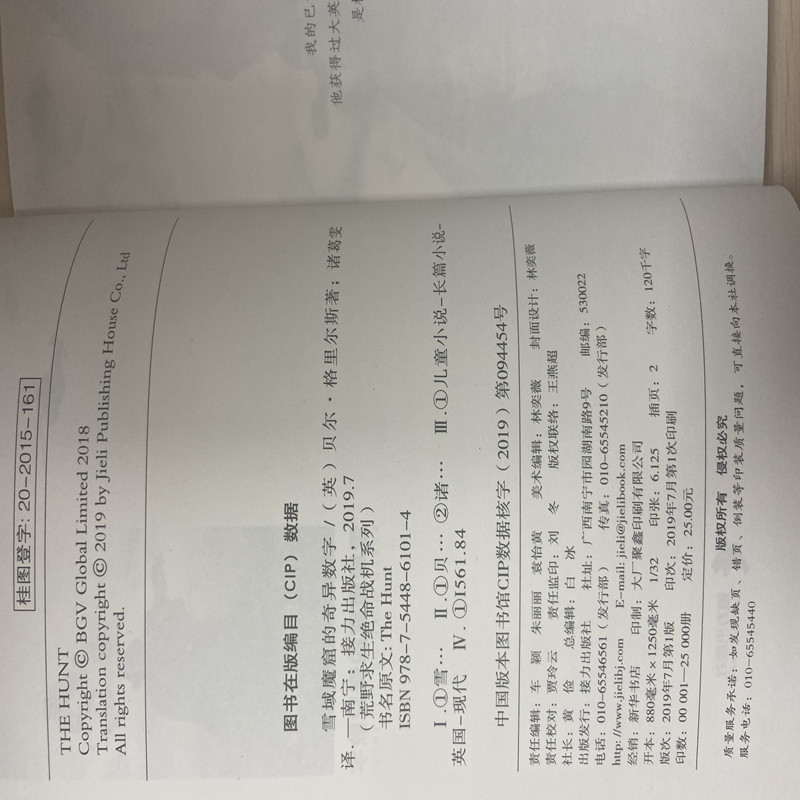 我的已
他获得过大英
是
桂图登字: 20-2015-161
THE HUNT
Copyright © BGV Global Limited 2018
Translation copyright © 2019 by Jieli Publishing House Co., Ltd
All rights reserved.
图书在版编目（CIP）数据
雪域魔窟的奇异数字 /（英）贝尔·格里尔斯著；诸葛雯
译. —南宁：接力出版社，2019.7
（荒野求生绝命战机系列）
书名原文: The Hunt
ISBN 978-7-5448-6101-4
Ⅰ.①雪… Ⅱ.①贝… ②诸… Ⅲ.①儿童小说-长篇小说-
英国-现代 Ⅳ.①I561.84
中国版本图书馆CIP数据核字（2019）第094454号
责任编辑：车 颖 朱丽丽 袁怡黄 美术编辑：林奕薇 封面设计：林奕薇
责任校对：贾玲云 责任监印：刘 冬 版权联络：王燕超
社长：黄 俭 总编辑：白 冰
出版发行：接力出版社 社址：广西南宁市园湖南路9号 邮编：530022
电话：010-65546561（发行部） 传真：010-65545210（发行部）
http://www.jielibj.com E-mail: jieli@jielibook.com
经销：新华书店 印制：大厂聚鑫印刷有限公司
开本：880毫米×1250毫米 1/32 印张：6.125 插页：2 字数：120千字
版次：2019年7月第1版 印次：2019年7月第1次印刷
印数：00 001—25 000册 定价：25.00元
版权所有 侵权必究
质量服务承诺：如发现缺页、错页、倒装等印装质量问题，可直接向本社调换。
服务电话：010-65545440